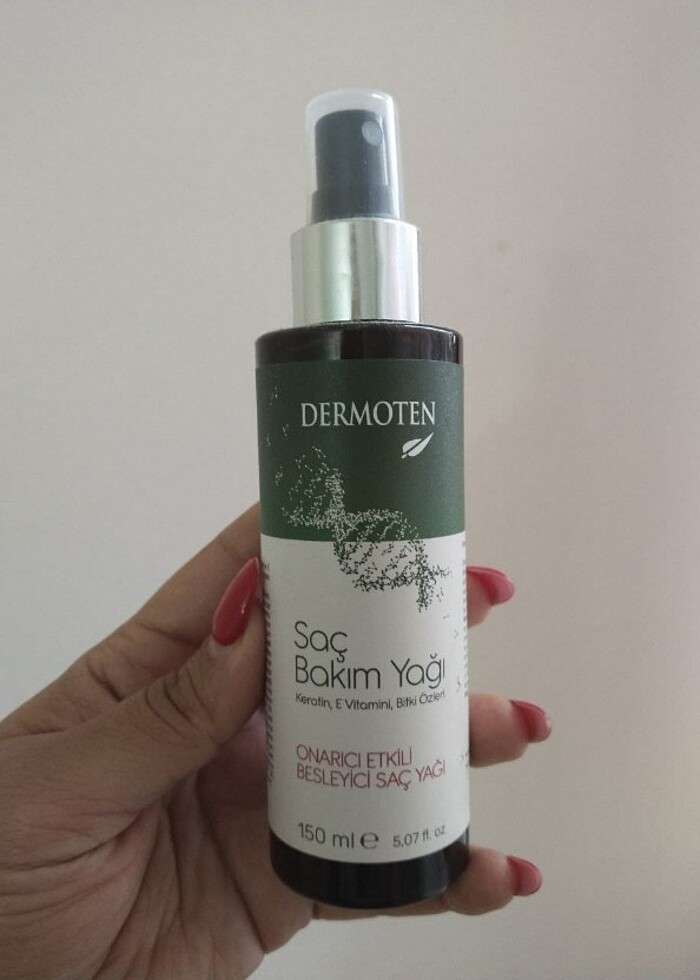 DERMOTEN
Saç
Bakım Yağı
Keratin, E Vitamini, Bitki Özleri
ONARICI ETKİLİ
BESLEYİCİ SAÇ YAĞI
150 ml ℮ 5,07 fl. oz